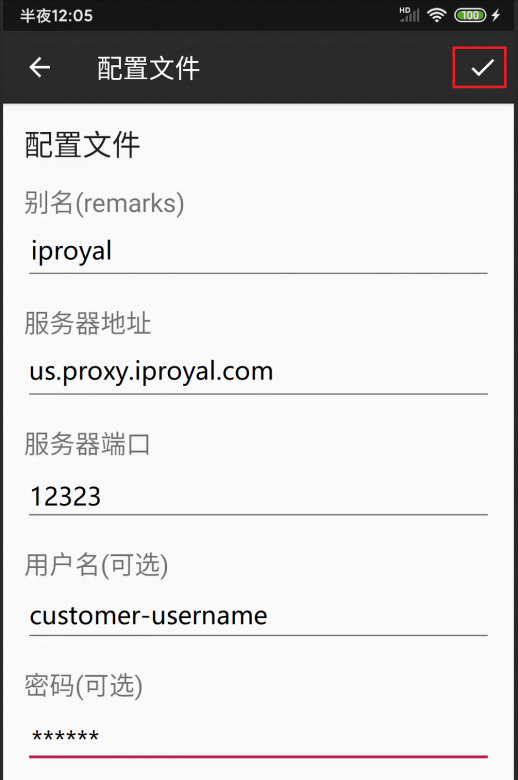 半夜12:05
HD
100
配置文件
配置文件
别名(remarks)
iproyal
服务器地址
us.proxy.iproyal.com
服务器端口
12323
用户名(可选)
customer-username
密码(可选)
******